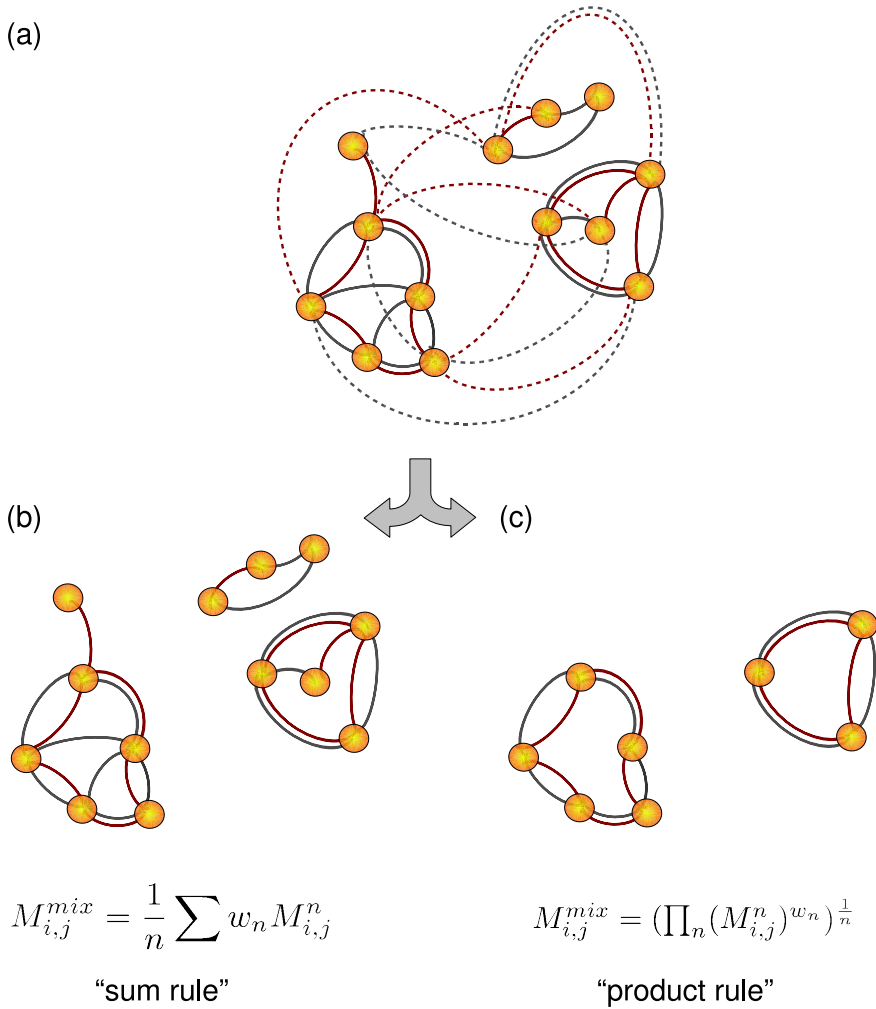 (a)
(b)
(c)
$M_{i,j}^{mix} = \frac{1}{n} \sum w_n M_{i,j}^n$
$M_{i,j}^{mix} = (\prod_n (M_{i,j}^n)^{w_n})^{\frac{1}{n}}$
“sum rule”
“product rule”